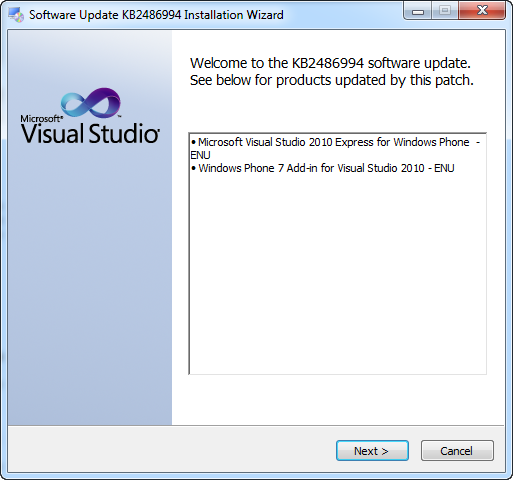 Software Update KB2486994 Installation Wizard
Welcome to the KB2486994 software update.
See below for products updated by this patch.
Microsoft®
Visual Studio®
• Microsoft Visual Studio 2010 Express for Windows Phone -
ENU
• Windows Phone 7 Add-in for Visual Studio 2010 - ENU
Next >
Cancel